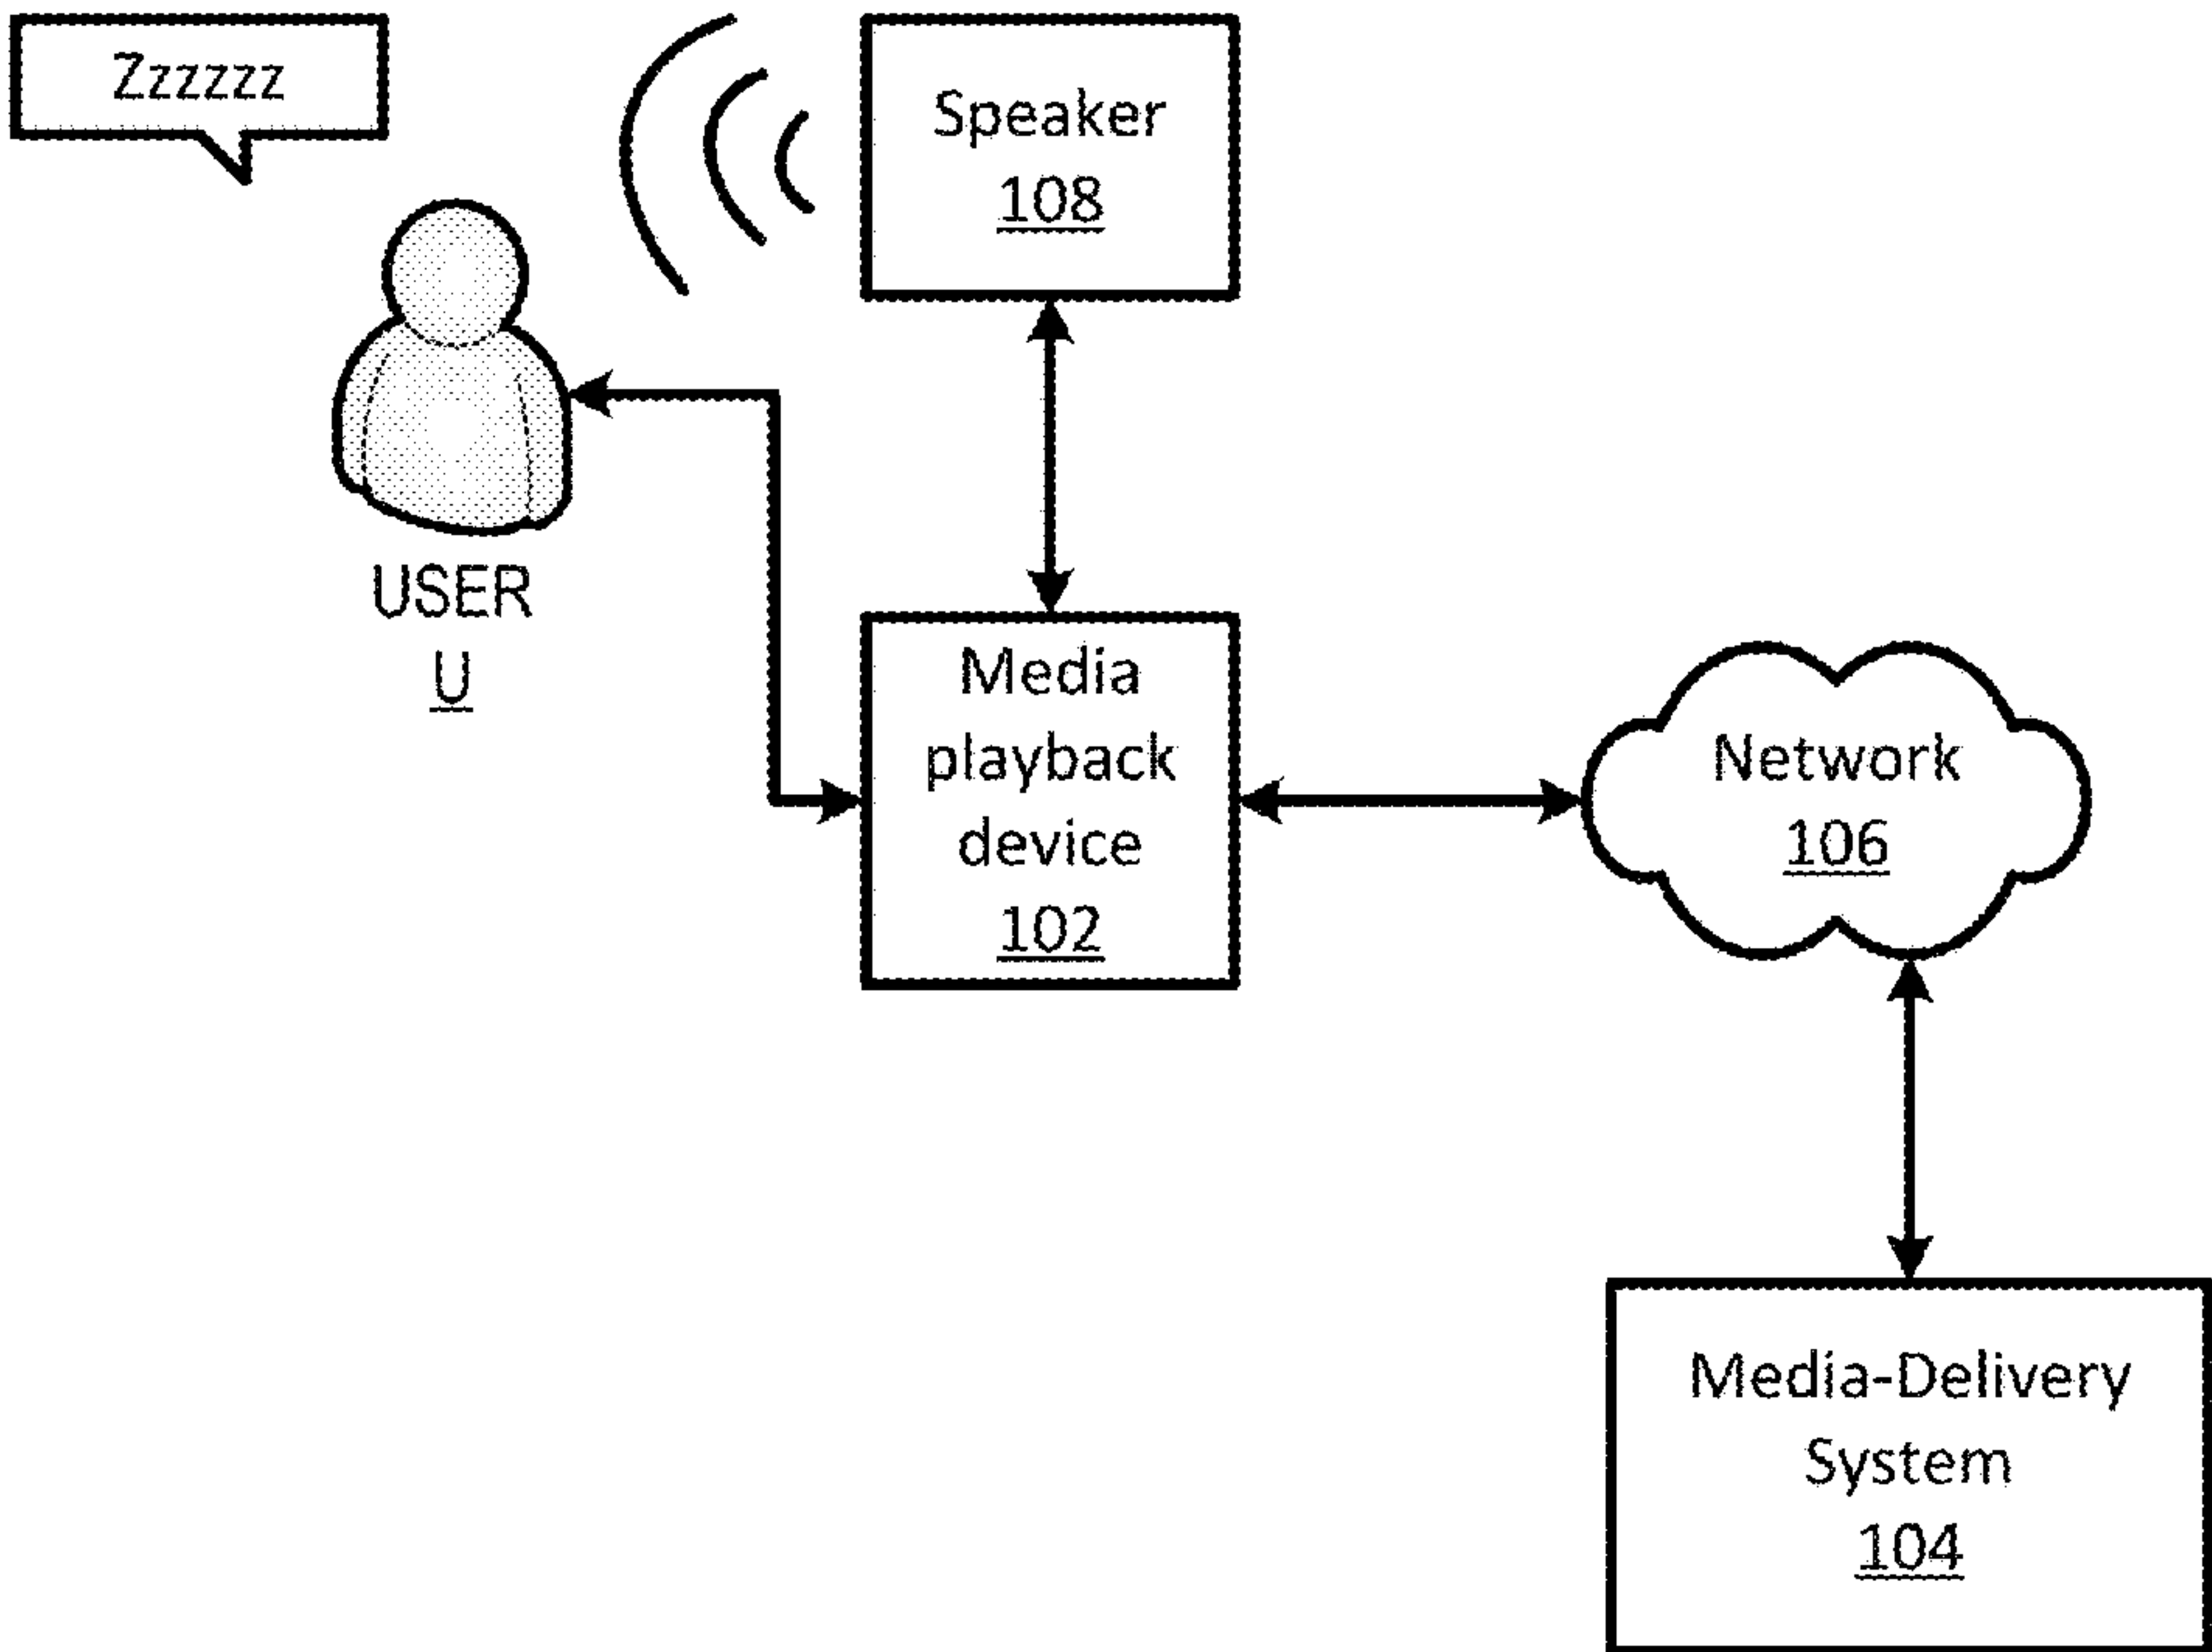 Zzzzzz
Speaker
108
USER
U
Media
playback
device
102
Network
106
Media-Delivery
System
104